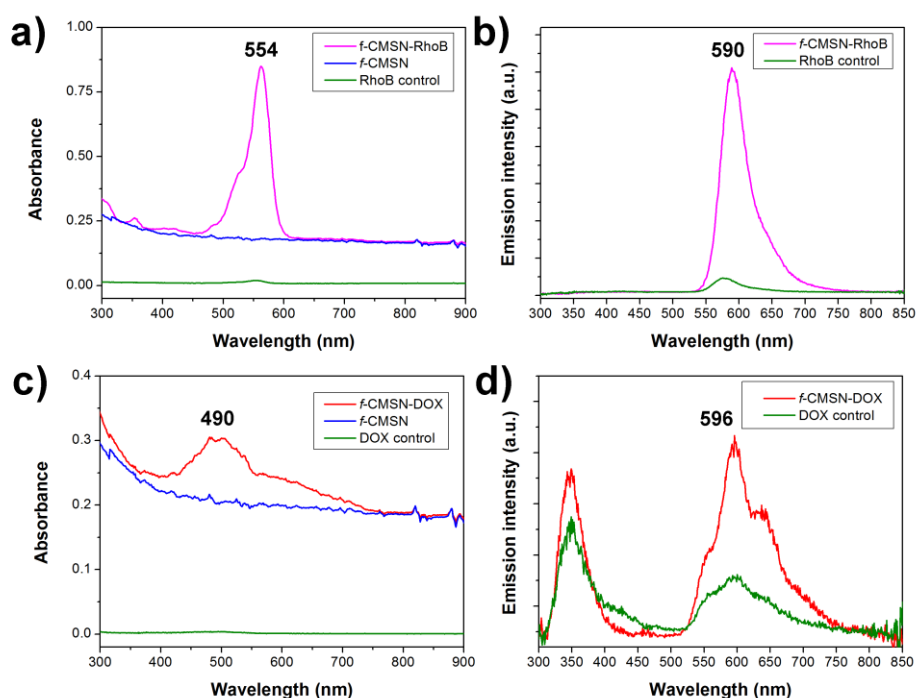 a)
554
f-CMSN-RhoB
f-CMSN
RhoB control
1.00
0.75
0.50
0.25
0.00
Absorbance
300 400 500 600 700 800 900
Wavelength (nm)
b)
590
f-CMSN-RhoB
RhoB control
Emission intensity (a.u.)
300 350 400 450 500 550 600 650 700 750 800 850
Wavelength (nm)
c)
490
f-CMSN-DOX
f-CMSN
DOX control
0.4
0.3
0.2
0.1
0.0
Absorbance
300 400 500 600 700 800 900
Wavelength (nm)
d)
596
f-CMSN-DOX
DOX control
Emission intensity (a.u.)
300 350 400 450 500 550 600 650 700 750 800 850
Wavelength (nm)